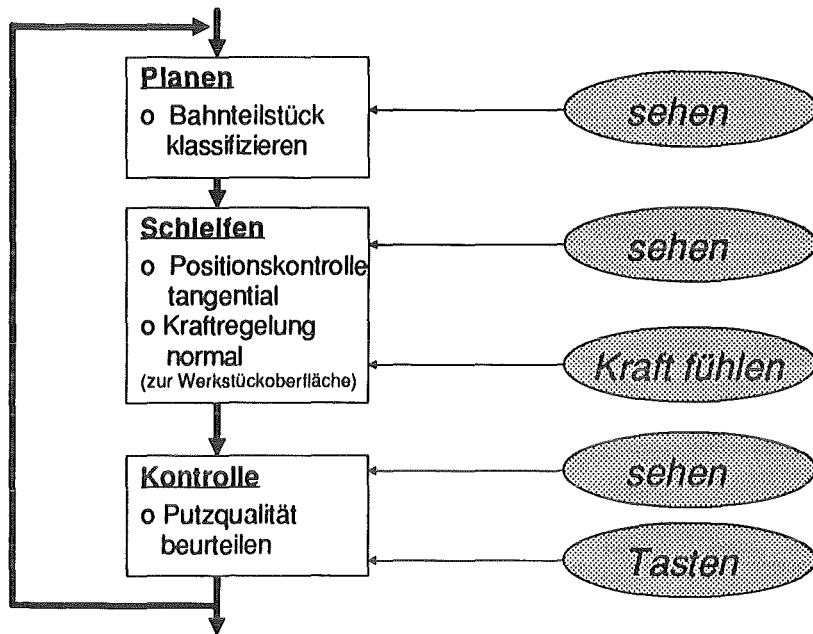 Planen
o Bahnteilstück
klassifizieren
sehen
Schleifen
o Positionskontrolle
tangential
o Kraftregelung
normal
(zur Werkstückoberfläche)
sehen
Kraft fühlen
Kontrolle
o Putzqualität
beurteilen
sehen
Tasten